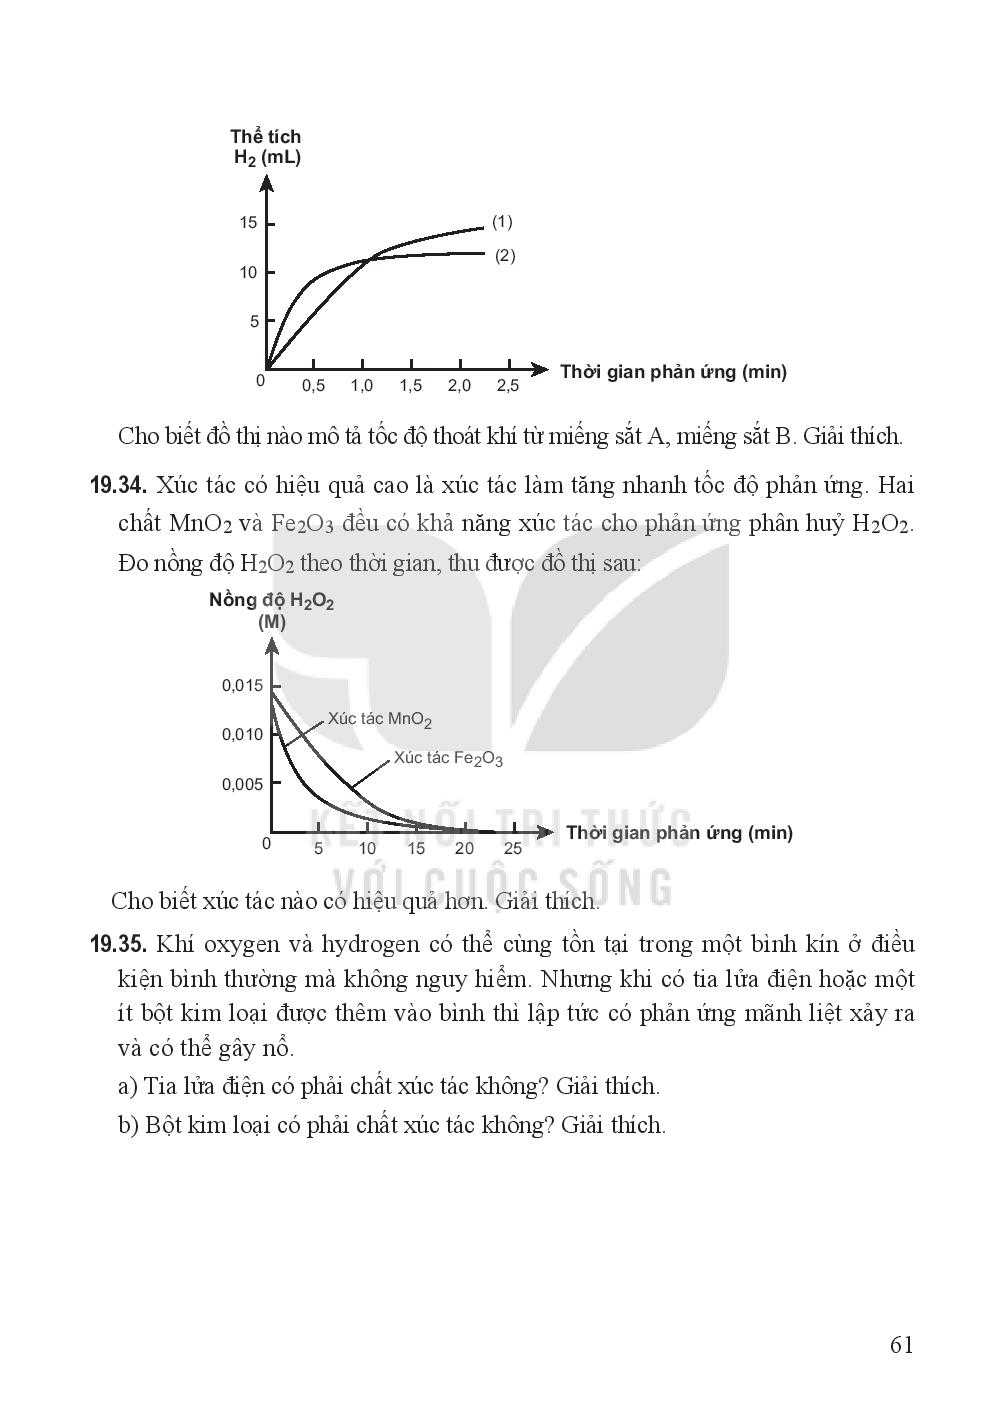 Thể tích
H₂ (mL)
15
10
5
0
0,5 1,0 1,5 2,0 2,5
(1)
(2)
Thời gian phản ứng (min)
Cho biết đồ thị nào mô tả tốc độ thoát khí từ miếng sắt A, miếng sắt B. Giải thích.
19.34. Xúc tác có hiệu quả cao là xúc tác làm tăng nhanh tốc độ phản ứng. Hai
chất MnO₂ và Fe₂O₃ đều có khả năng xúc tác cho phản ứng phân huỷ H₂O₂.
Đo nồng độ H₂O₂ theo thời gian, thu được đồ thị sau:
Nồng độ H₂O₂
(M)
0,015
0,010
0,005
0
5 10 15 20 25
Xúc tác MnO₂
Xúc tác Fe₂O₃
Thời gian phản ứng (min)
KẾT NỐI TRI THỨC
VỚI CUỘC SỐNG
Cho biết xúc tác nào có hiệu quả hơn. Giải thích.
19.35. Khí oxygen và hydrogen có thể cùng tồn tại trong một bình kín ở điều
kiện bình thường mà không nguy hiểm. Nhưng khi có tia lửa điện hoặc một
ít bột kim loại được thêm vào bình thì lập tức có phản ứng mãnh liệt xảy ra
và có thể gây nổ.
a) Tia lửa điện có phải chất xúc tác không? Giải thích.
b) Bột kim loại có phải chất xúc tác không? Giải thích.
61